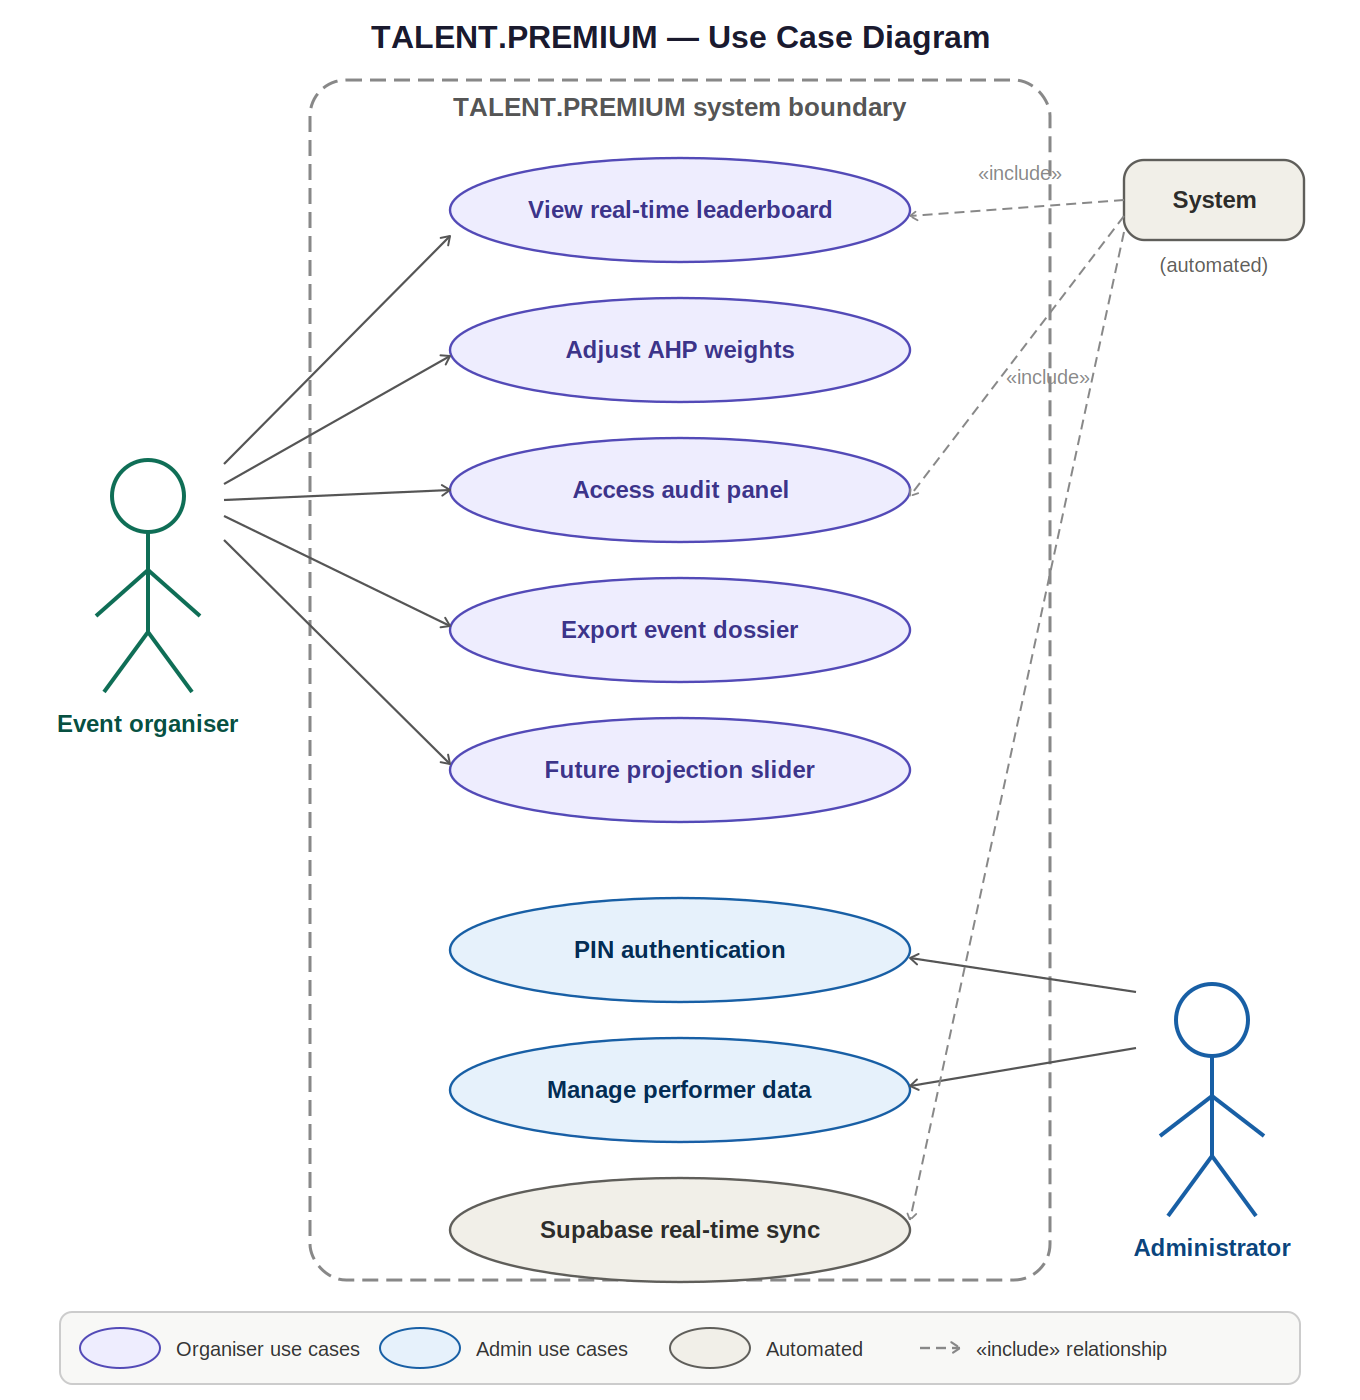 TALENT.PREMIUM — Use Case Diagram
TALENT.PREMIUM system boundary
View real-time leaderboard
«include»
System
(automated)
Adjust AHP weights
«include»
Access audit panel
Export event dossier
Event organiser
Future projection slider
PIN authentication
Manage performer data
Supabase real-time sync
Administrator
Organiser use cases
Admin use cases
Automated
«include» relationship